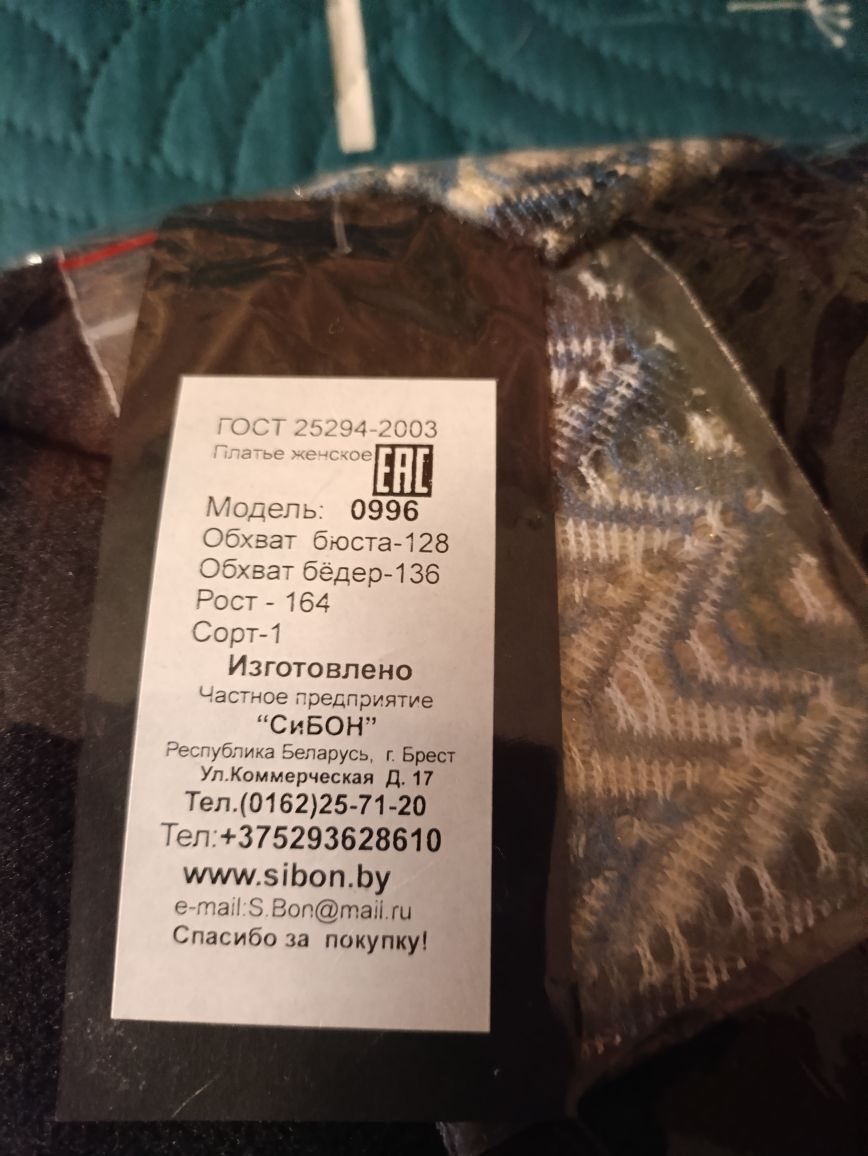 ГОСТ 25294-2003
Платье женское EAC
Модель: 0996
Обхват бюста-128
Обхват бёдер-136
Рост - 164
Сорт-1
Изготовлено
Частное предприятие
“СиБОН”
Республика Беларусь, г. Брест
Ул.Коммерческая Д. 17
Тел.(0162)25-71-20
Тел:+375293628610
www.sibon.by
e-mail:S.Bon@mail.ru
Спасибо за покупку!